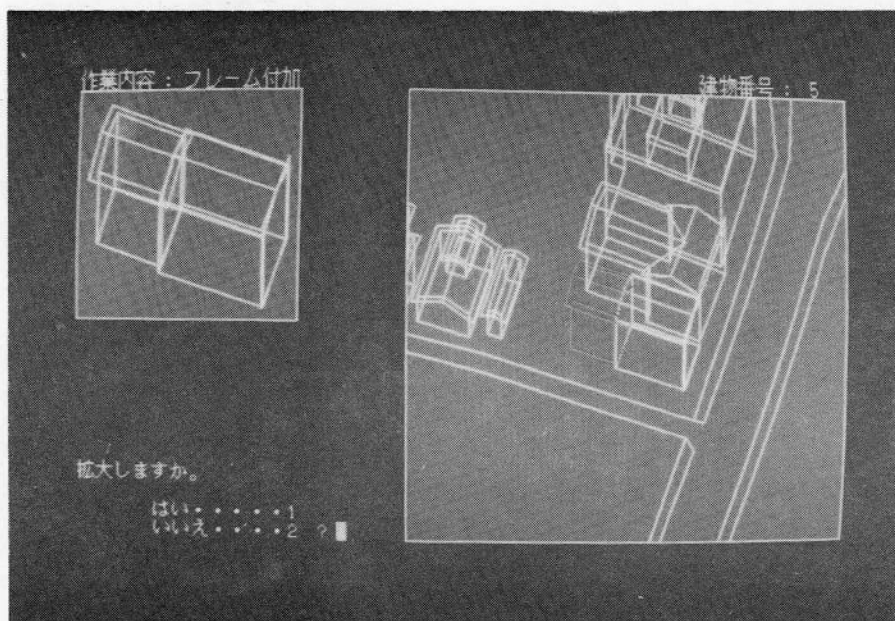 作業内容 : フレーム付加
建物番号 : 5
拡大しますか。
はい・・・・・1
いいえ・・・・2 ?